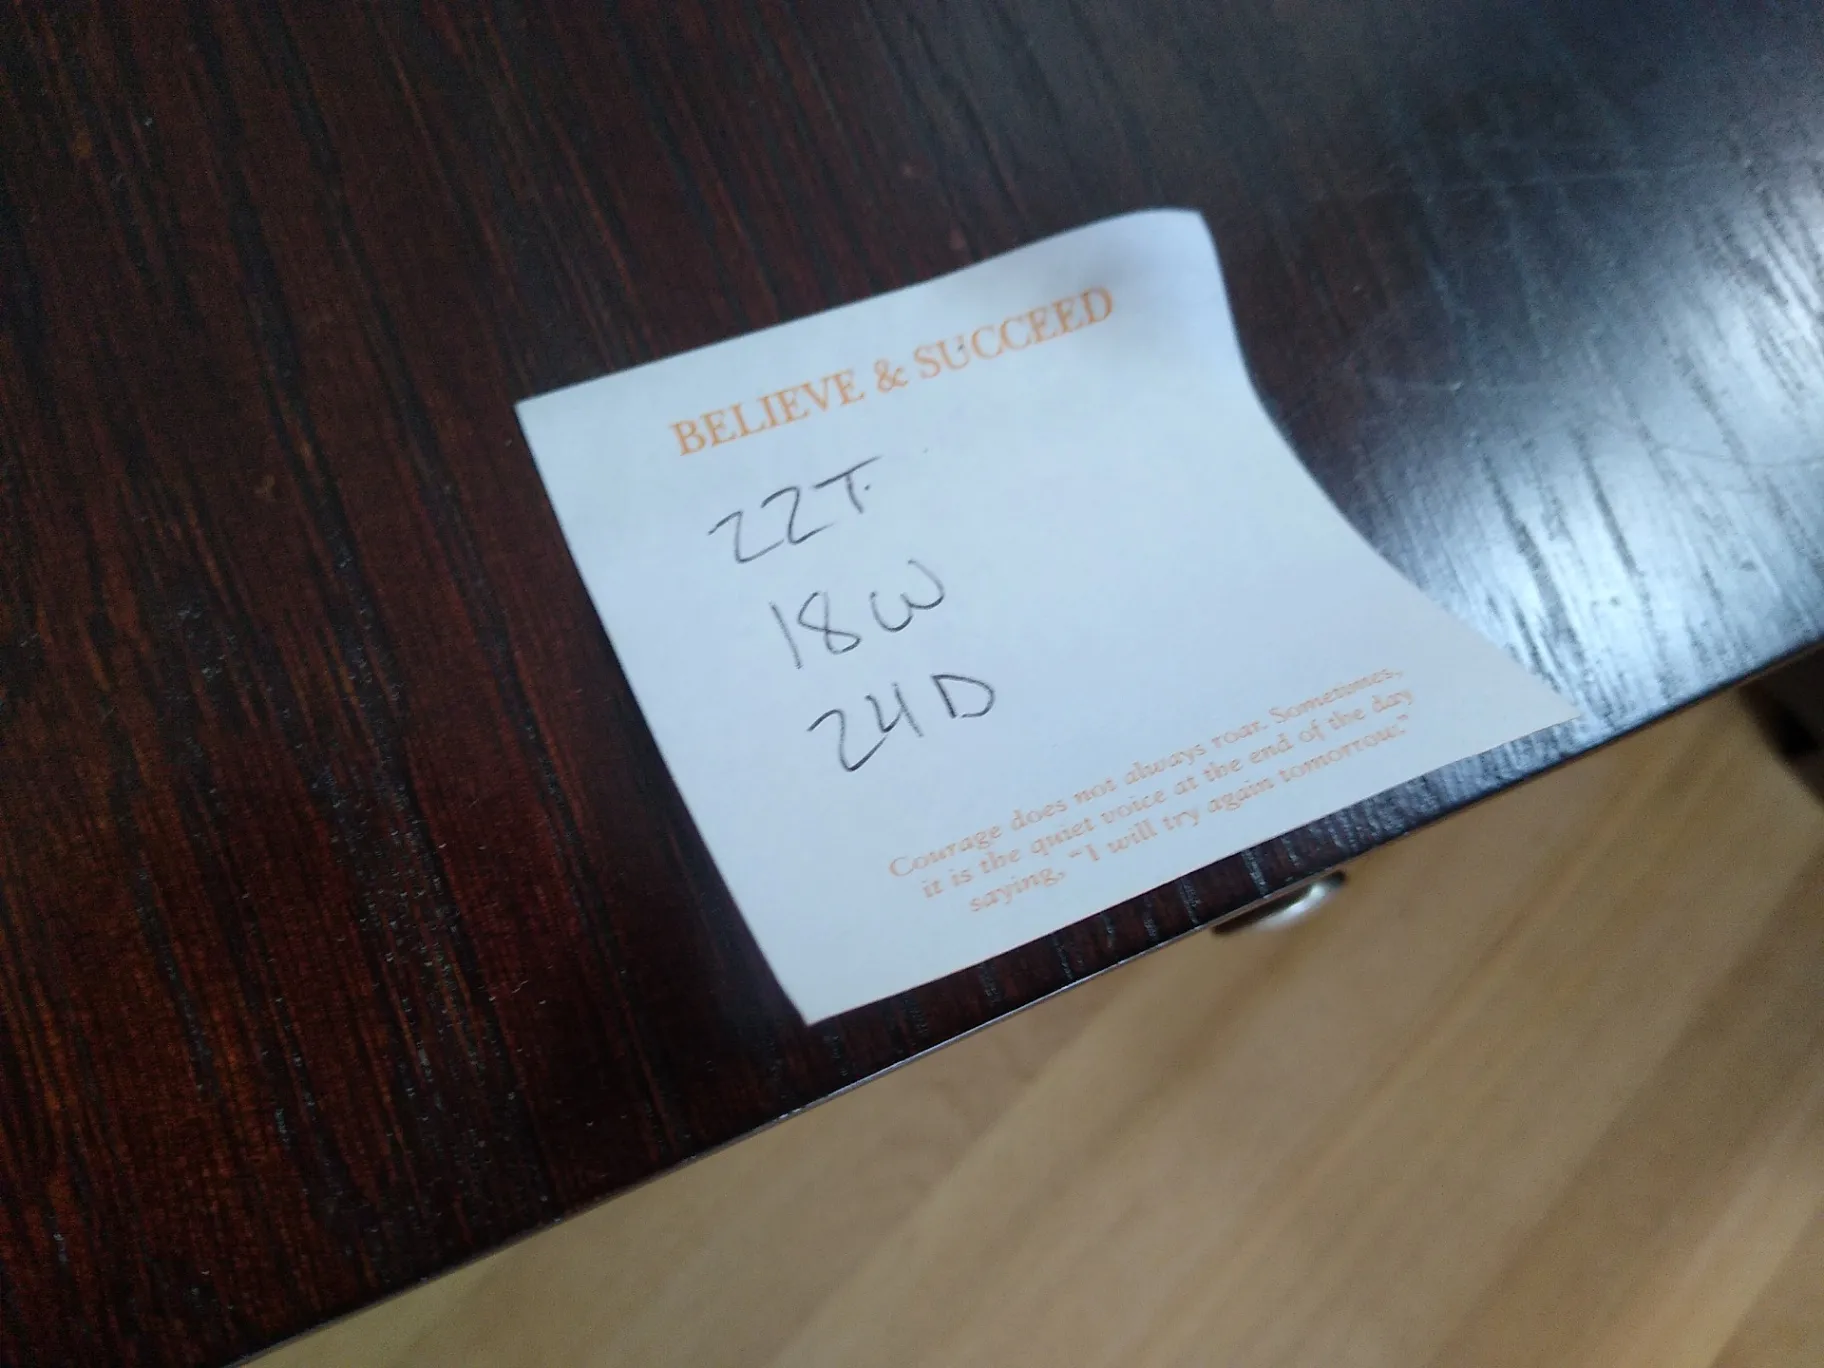 BELIEVE & SUCCEED
22T.
18W
24D
Courage does not always roar. Sometimes,
it is the quiet voice at the end of the day
saying, "I will try again tomorrow."